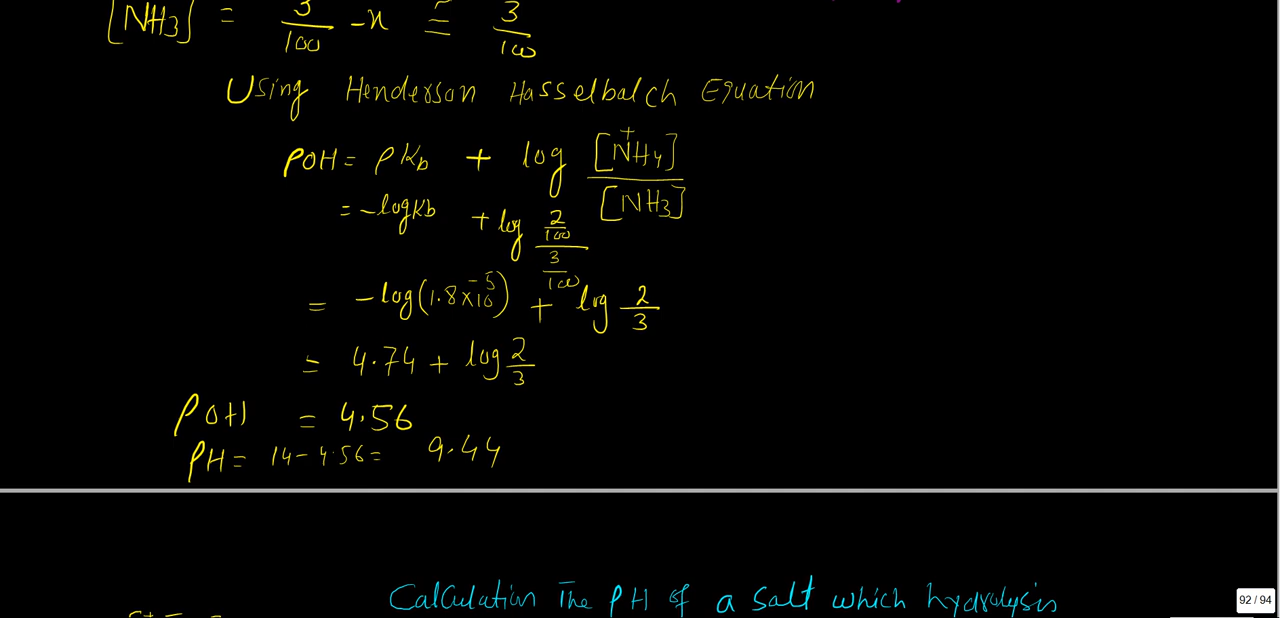 [NH3] = 3/100 - x ≅ 3/100
Using Henderson Hasselbalch Equation
POH = PKb + log [NH4+]/[NH3]
= -logKb + log (2/100)/(3/100)
= -log(1.8×10^-5) + log 2/3
= 4.74 + log 2/3
POH = 4.56
PH = 14-4.56 = 9.44
Calculation The PH of a salt which hydrolysis
92 / 94